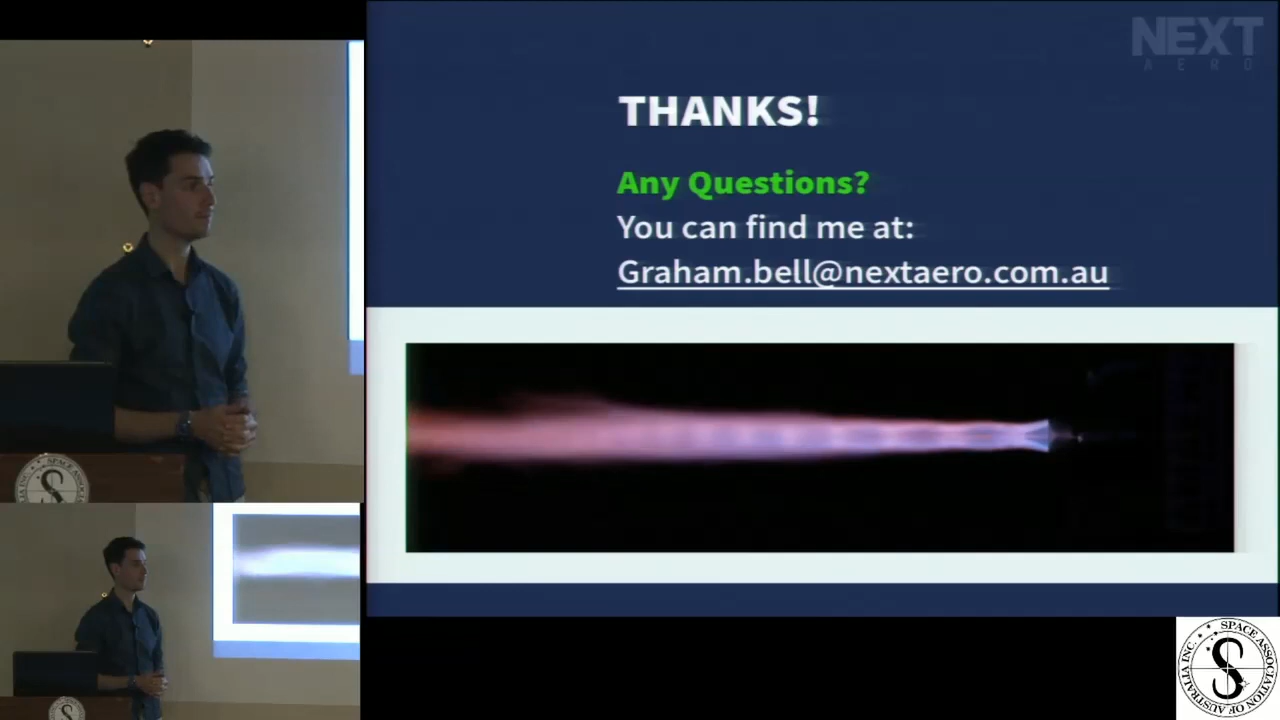 NEXT
AERO
THANKS!
Any Questions?
You can find me at:
Graham.bell@nextaero.com.au
SPACE ASSOCIATION OF AUSTRALIA INC.